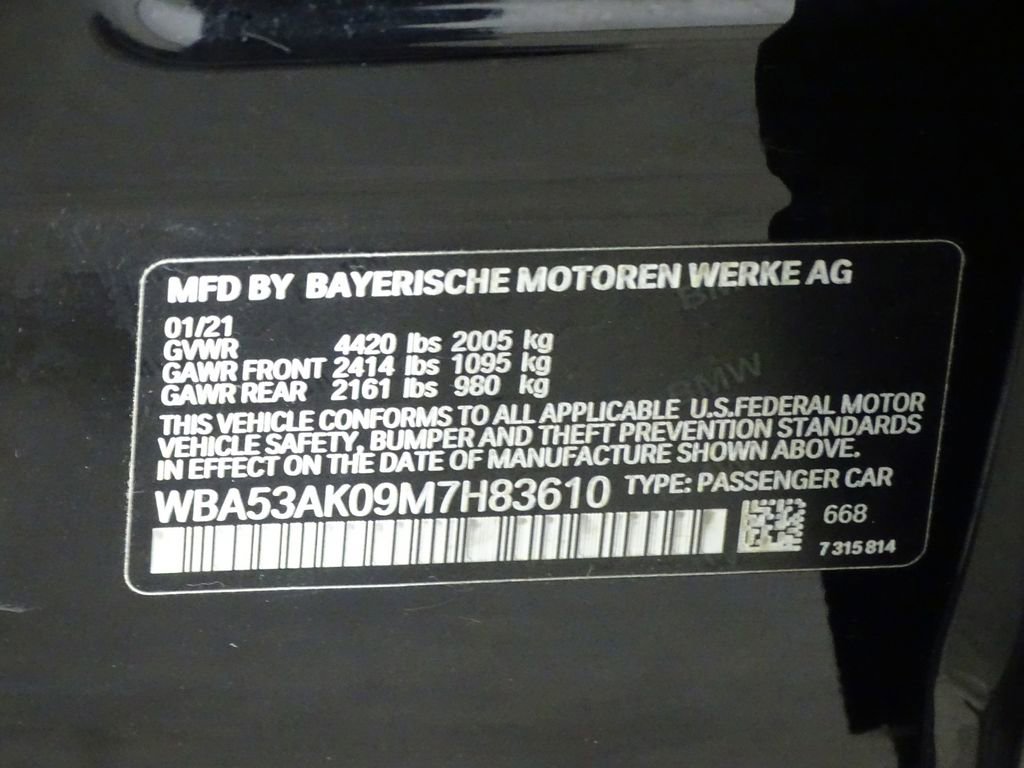 MFD BY BAYERISCHE MOTOREN WERKE AG
01/21
GVWR 4420 lbs 2005 kg
GAWR FRONT 2414 lbs 1095 kg
GAWR REAR 2161 lbs 980 kg
THIS VEHICLE CONFORMS TO ALL APPLICABLE U.S.FEDERAL MOTOR
VEHICLE SAFETY, BUMPER AND THEFT PREVENTION STANDARDS
IN EFFECT ON THE DATE OF MANUFACTURE SHOWN ABOVE.
WBA53AK09M7H83610 TYPE: PASSENGER CAR
668
7 315 814
BMW
BMW